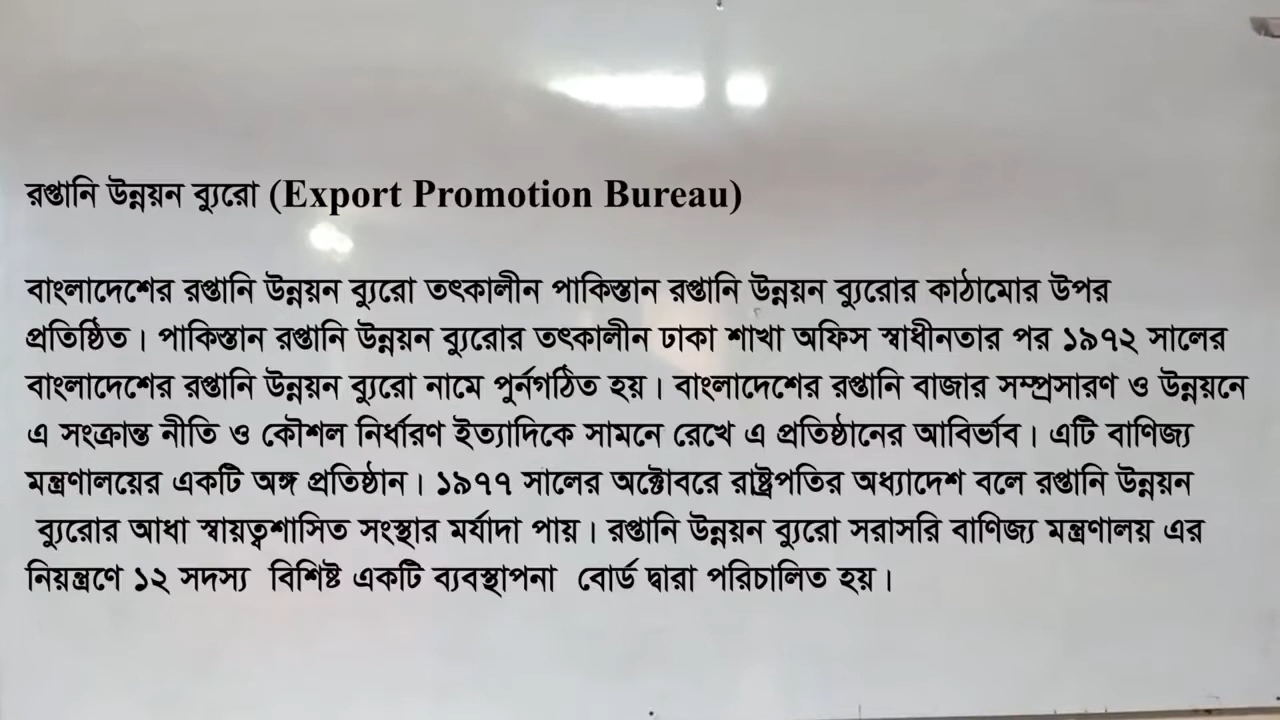 রপ্তানি উন্নয়ন ব্যুরো (Export Promotion Bureau)
বাংলাদেশের রপ্তানি উন্নয়ন ব্যুরো তৎকালীন পাকিস্তান রপ্তানি উন্নয়ন ব্যুরোর কাঠামোর উপর
প্রতিষ্ঠিত। পাকিস্তান রপ্তানি উন্নয়ন ব্যুরোর তৎকালীন ঢাকা শাখা অফিস স্বাধীনতার পর ১৯৭২ সালের
বাংলাদেশের রপ্তানি উন্নয়ন ব্যুরো নামে পুর্নগঠিত হয়। বাংলাদেশের রপ্তানি বাজার সম্প্রসারণ ও উন্নয়নে
এ সংক্রান্ত নীতি ও কৌশল নির্ধারণ ইত্যাদিকে সামনে রেখে এ প্রতিষ্ঠানের আবির্ভাব। এটি বাণিজ্য
মন্ত্রণালয়ের একটি অঙ্গ প্রতিষ্ঠান। ১৯৭৭ সালের অক্টোবরে রাষ্ট্রপতির অধ্যাদেশ বলে রপ্তানি উন্নয়ন
ব্যুরোর আধা স্বায়ত্বশাসিত সংস্থার মর্যাদা পায়। রপ্তানি উন্নয়ন ব্যুরো সরাসরি বাণিজ্য মন্ত্রণালয় এর
নিয়ন্ত্রণে ১২ সদস্য বিশিষ্ট একটি ব্যবস্থাপনা বোর্ড দ্বারা পরিচালিত হয়।